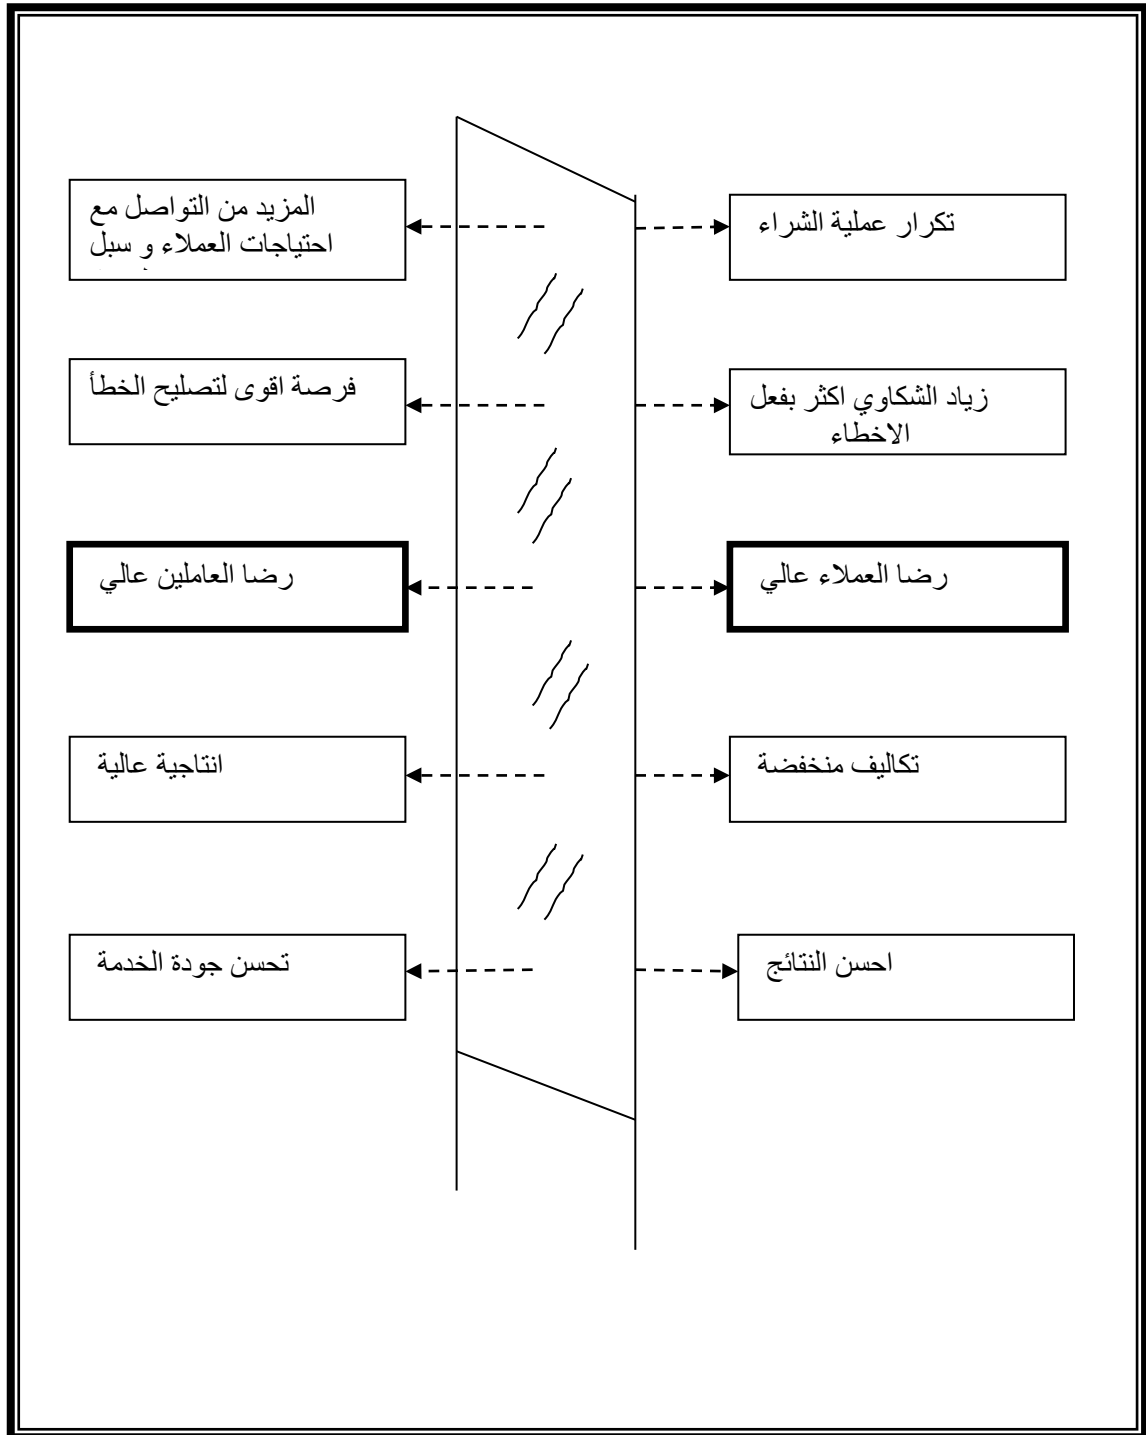 تكرار عملية الشراء
المزيد من التواصل مع
احتياجات العملاء و سبل
زياد الشكاوي اكثر بفعل
الاخطاء
فرصة اقوى لتصليح الخطأ
رضا العملاء عالي
رضا العاملين عالي
تكاليف منخفضة
انتاجية عالية
احسن النتائج
تحسن جودة الخدمة